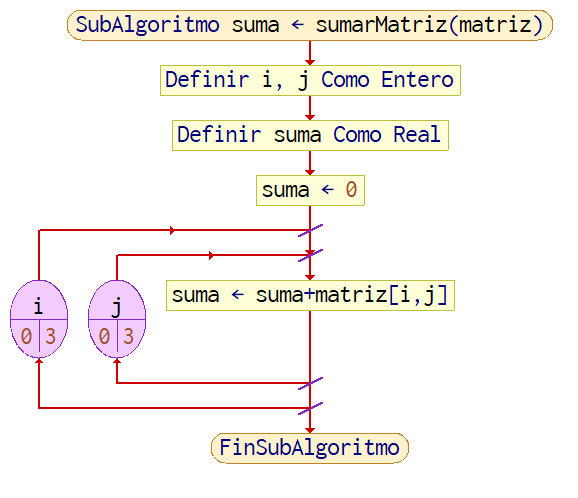 SubAlgoritmo suma ← sumarMatriz(matriz)
Definir i, j Como Entero
Definir suma Como Real
suma ← 0
suma ← suma+matriz[i,j]
i
0 3
j
0 3
FinSubAlgoritmo